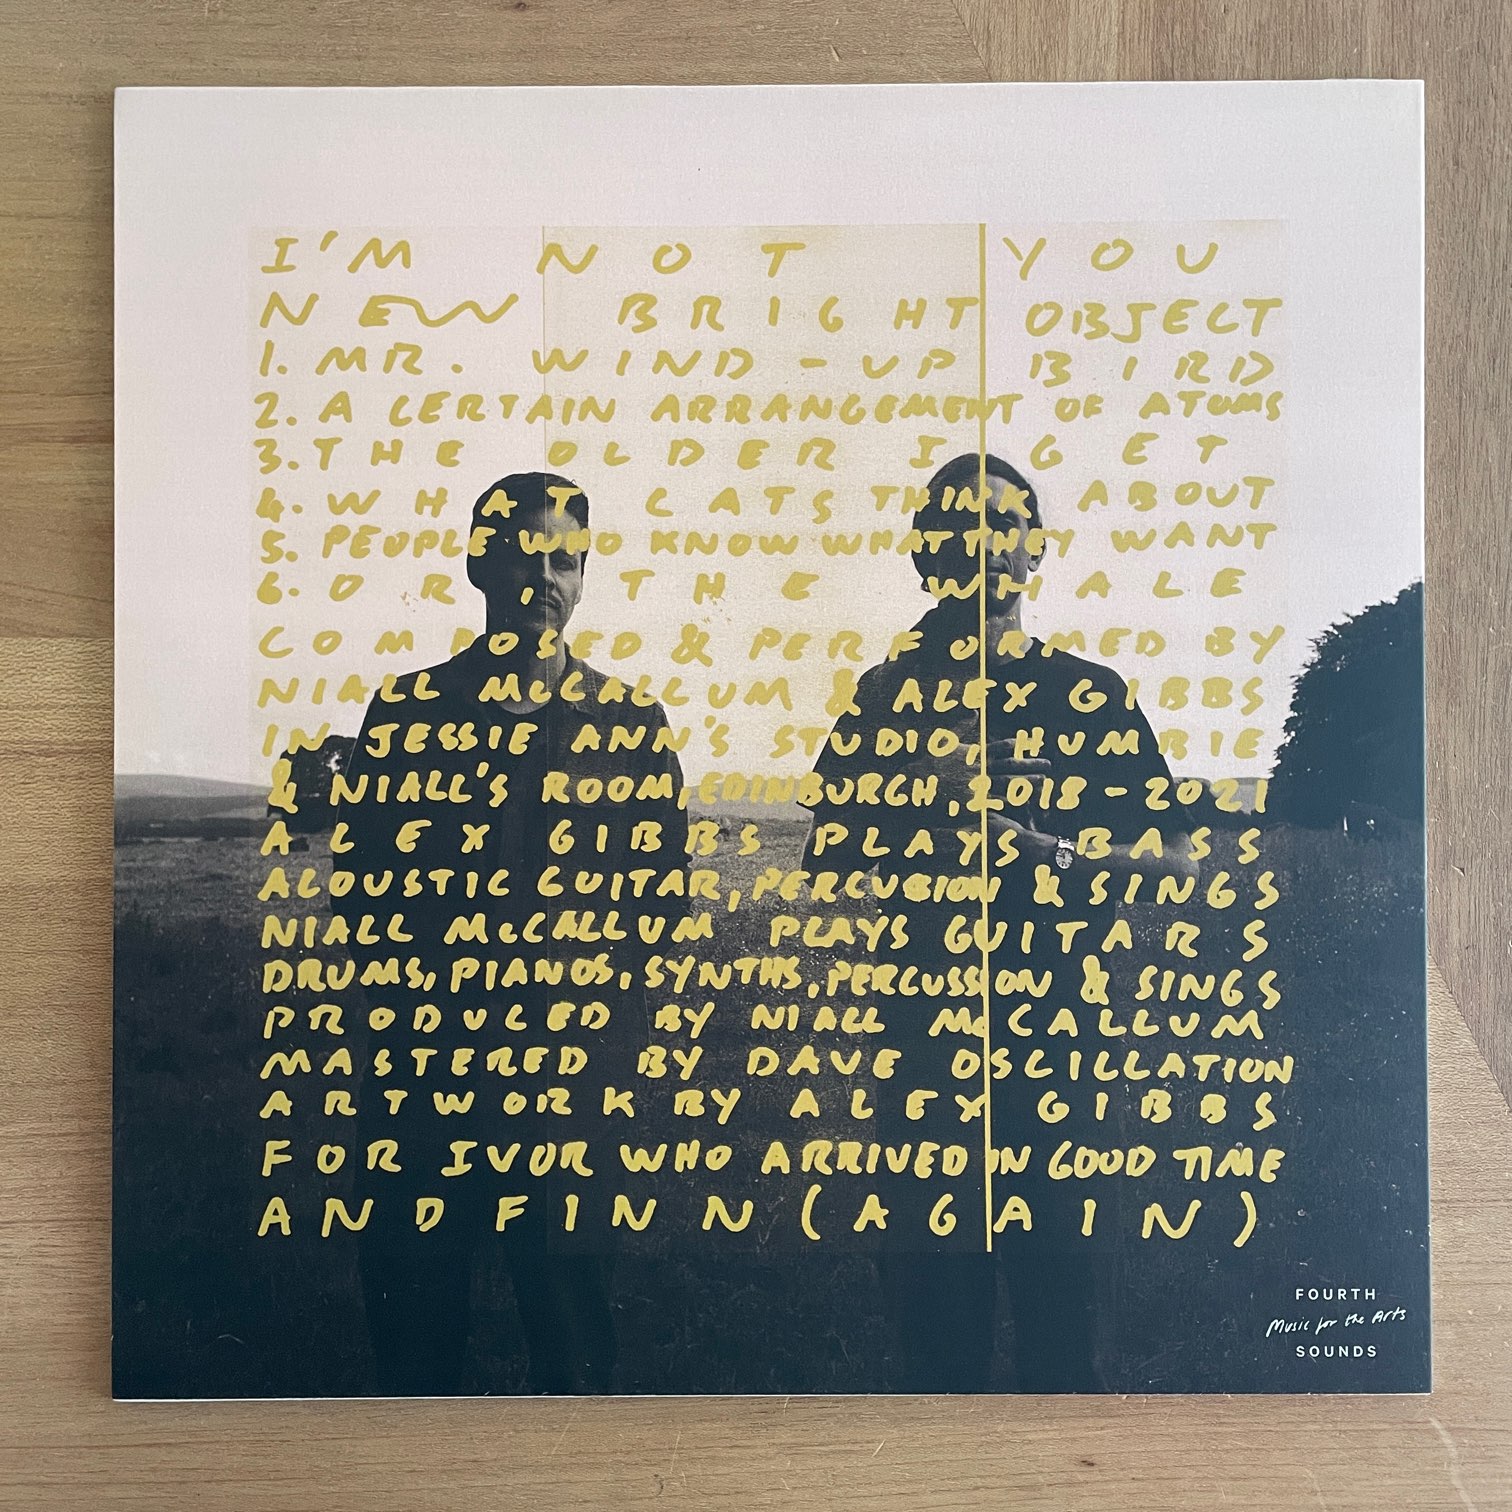 I'M NOT YOU
NEW BRIGHT OBJECT
1. MR. WIND-UP BIRD
2. A CERTAIN ARRANGEMENT OF ATOMS
3. THE OLDER I GET
4. WHAT CATS THINK ABOUT
5. PEOPLE WHO KNOW WHAT THEY WANT
6. OR, THE WHALE
COMPOSED & PERFORMED BY
NIALL McCALLUM & ALEX GIBBS
IN JESSIE ANN'S STUDIO, HUMBIE
& NIALL'S ROOM, EDINBURGH, 2018-2021
ALEX GIBBS PLAYS BASS
ACOUSTIC GUITAR, PERCUSSION & SINGS
NIALL McCALLUM PLAYS GUITARS
DRUMS, PIANOS, SYNTHS, PERCUSSION & SINGS
PRODUCED BY NIALL McCALLUM
MASTERED BY DAVE OSCILLATION
ARTWORK BY ALEX GIBBS
FOR IVOR WHO ARRIVED IN GOOD TIME
AND FINN (AGAIN)
FOURTH
Music for the Arts
SOUNDS